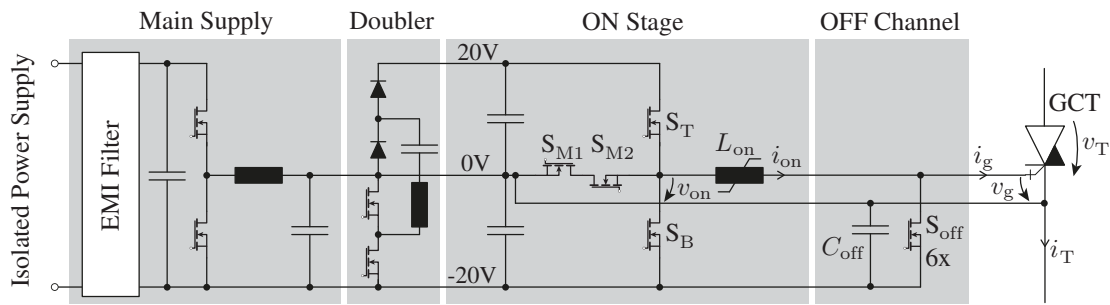 Main Supply
Doubler
ON Stage
OFF Channel
Isolated Power Supply
EMI Filter
20V
0V
-20V
S_M1
S_M2
S_T
S_B
v_on
L_on
i_on
C_off
S_off
6x
i_g
v_g
GCT
v_T
i_T